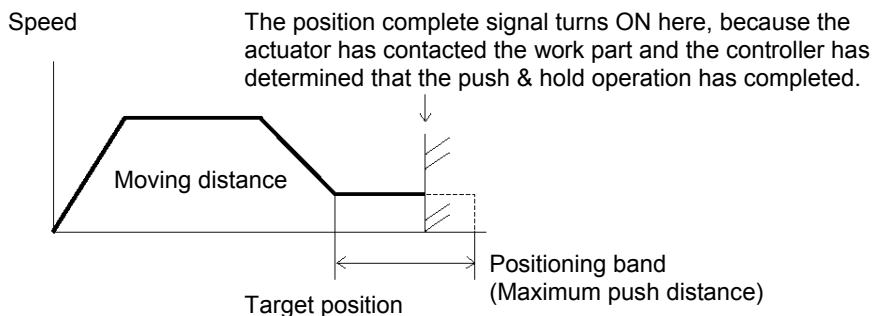 Speed
The position complete signal turns ON here, because the
actuator has contacted the work part and the controller has
determined that the push & hold operation has completed.
Moving distance
Positioning band
(Maximum push distance)
Target position